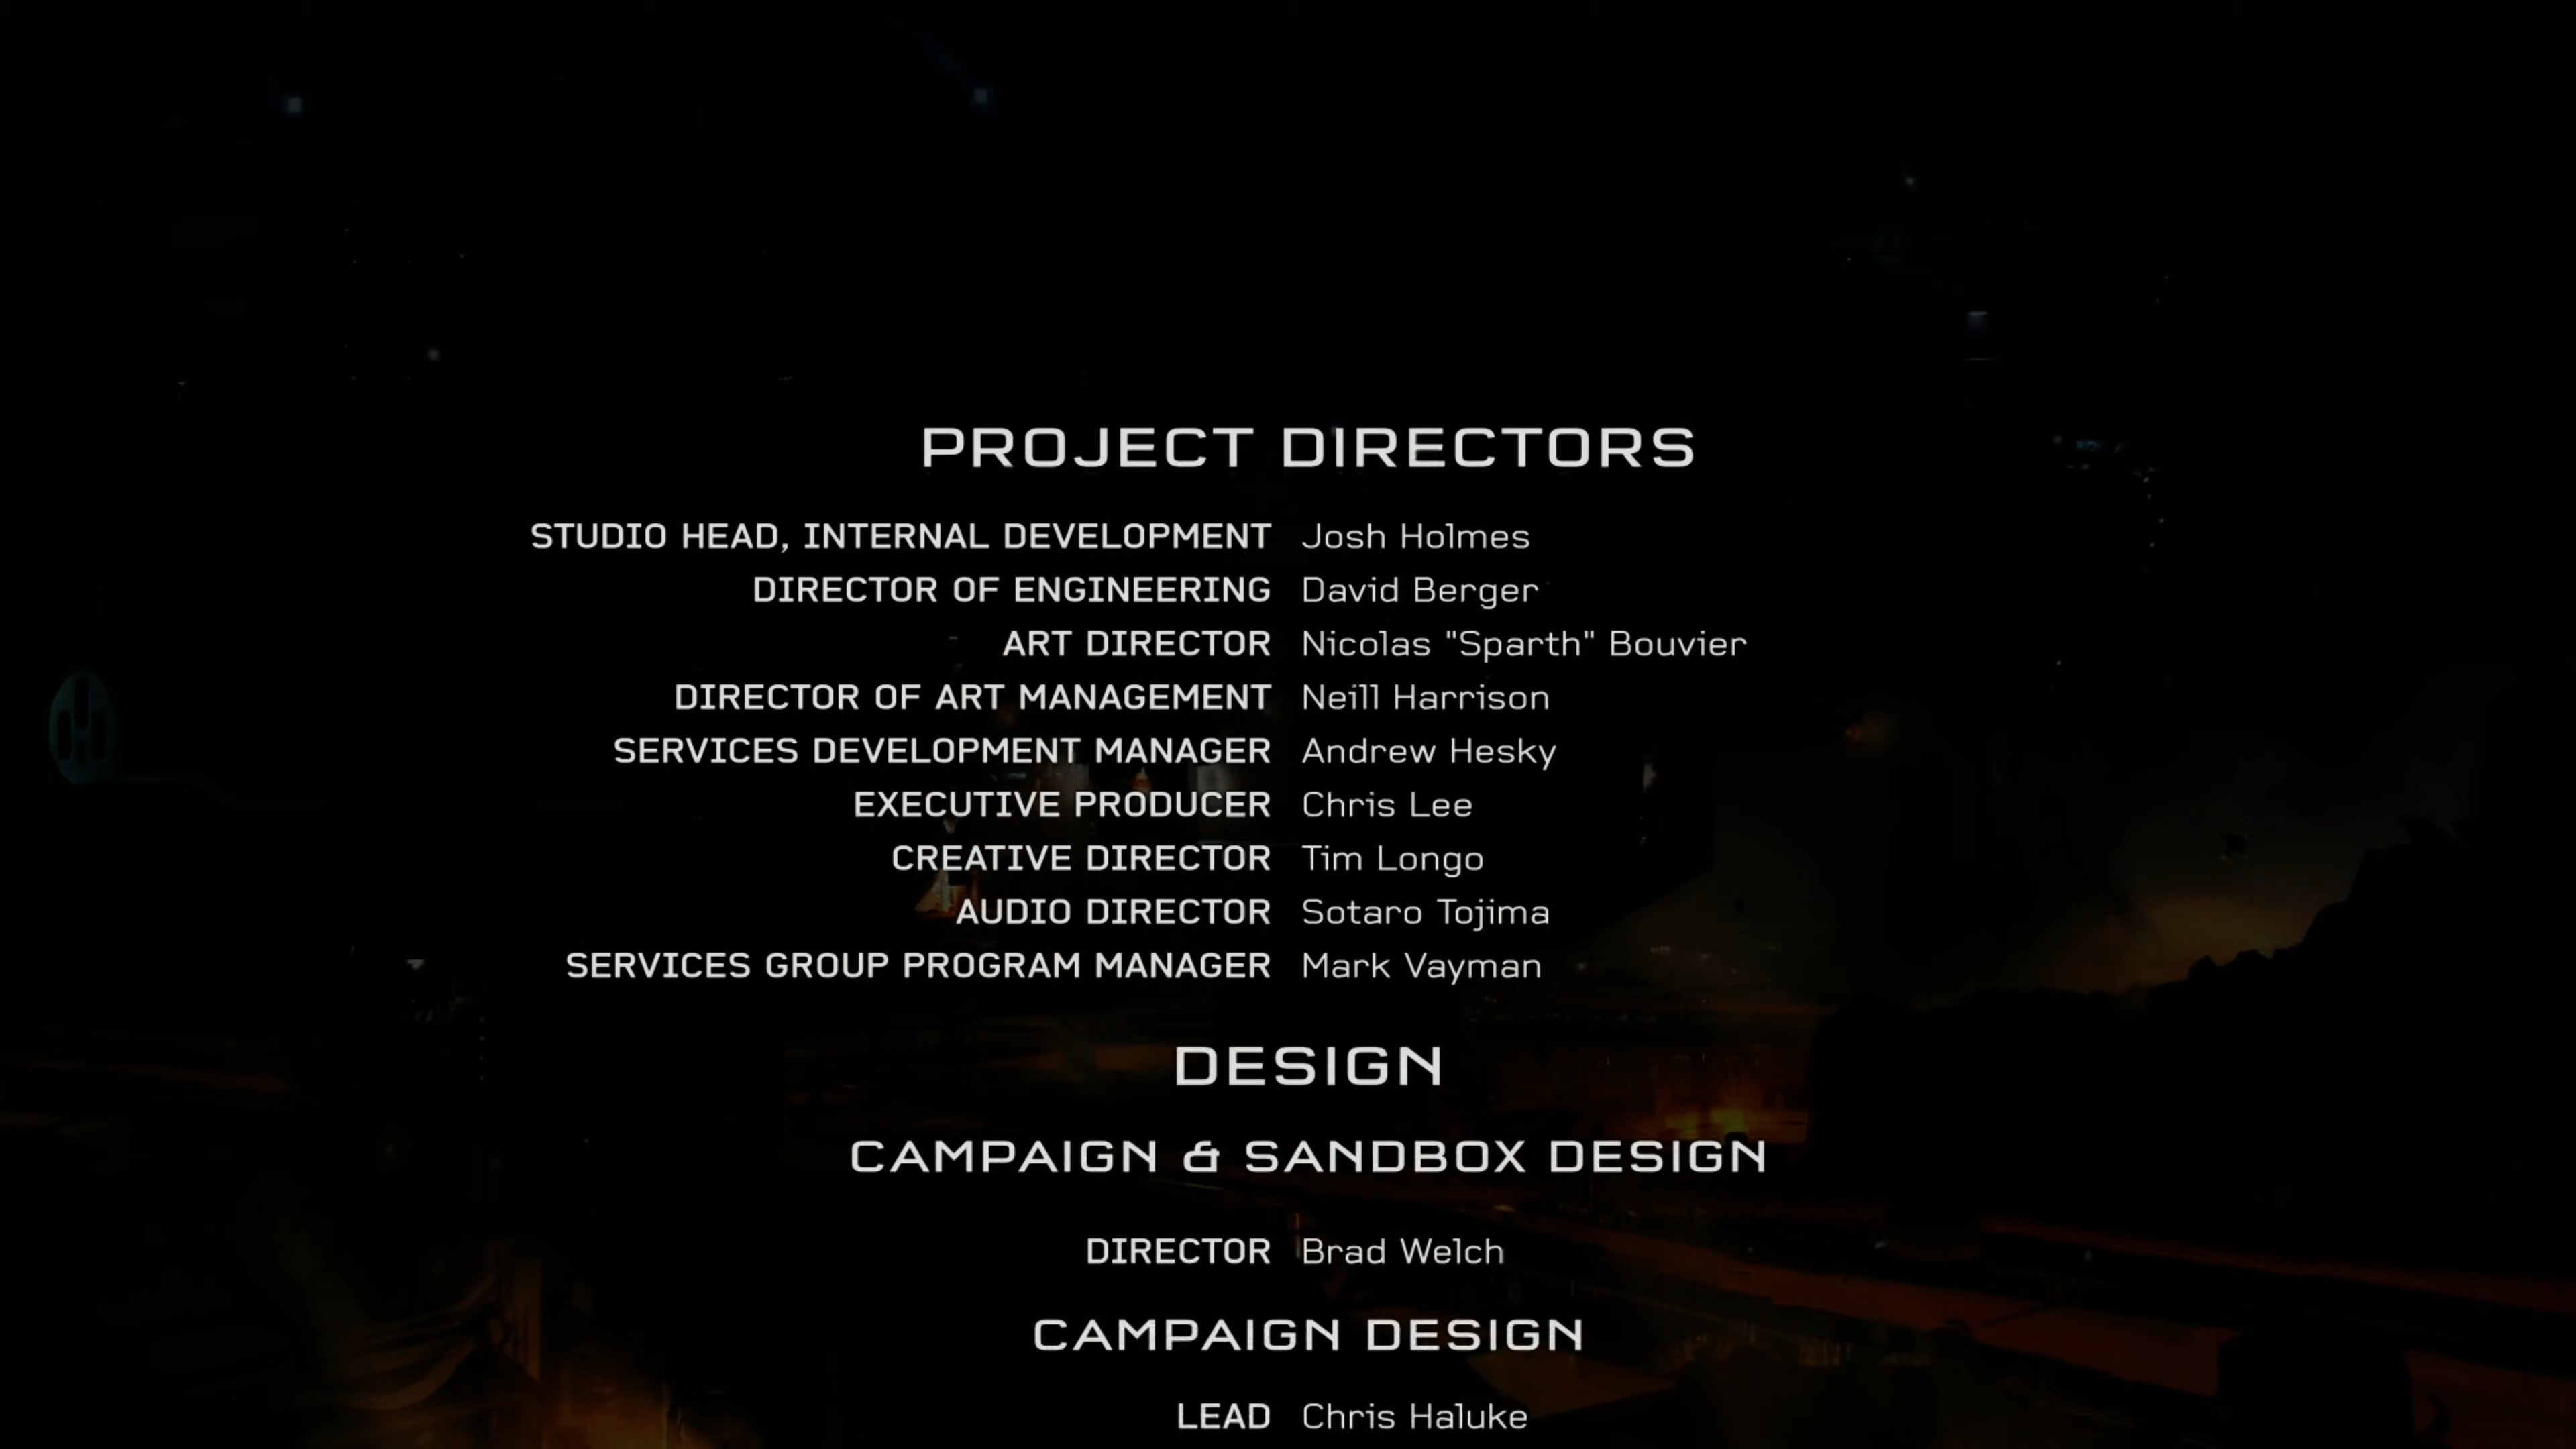 PROJECT DIRECTORS
STUDIO HEAD, INTERNAL DEVELOPMENT Josh Holmes
DIRECTOR OF ENGINEERING David Berger
ART DIRECTOR Nicolas "Sparth" Bouvier
DIRECTOR OF ART MANAGEMENT Neill Harrison
SERVICES DEVELOPMENT MANAGER Andrew Hesky
EXECUTIVE PRODUCER Chris Lee
CREATIVE DIRECTOR Tim Longo
AUDIO DIRECTOR Sotaro Tojima
SERVICES GROUP PROGRAM MANAGER Mark Vayman
DESIGN
CAMPAIGN & SANDBOX DESIGN
DIRECTOR Brad Welch
CAMPAIGN DESIGN
LEAD Chris Haluke